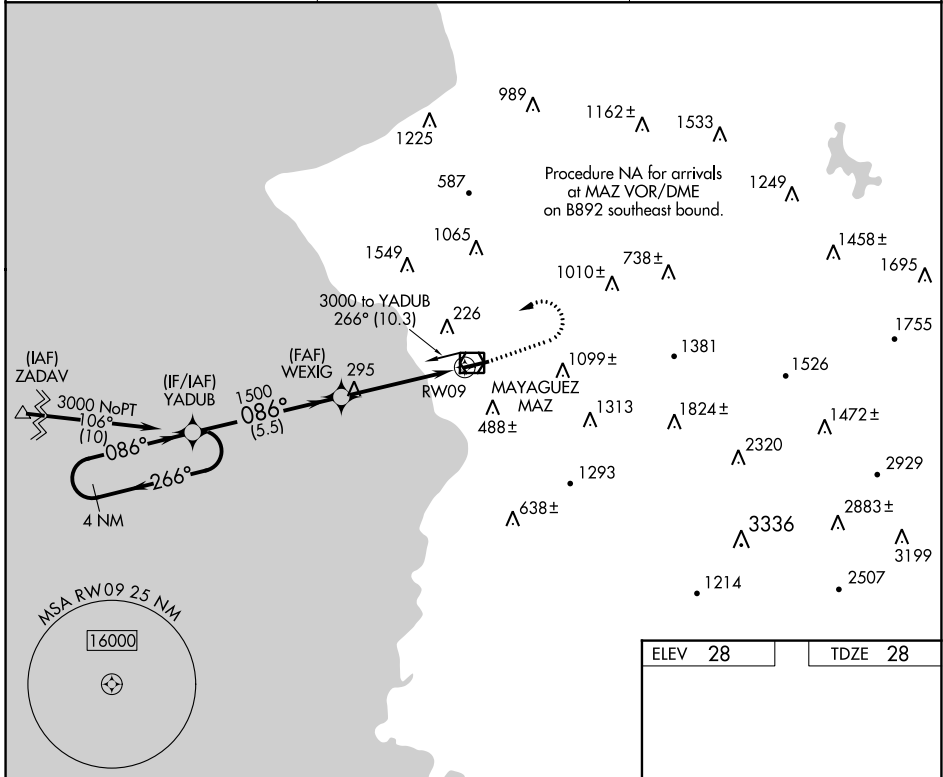 989
1162±
1533
1225
Procedure NA for arrivals
at MAZ VOR/DME
on B892 southeast bound.
587
1249
1065
1549
738±
1458±
1010±
1695
3000 to YADUB
266° (10.3)
226
1755
(IAF)
ZADAV
(IF/IAF)
YADUB
(FAF)
WEXIG
295
1381
1526
1099±
RW09
MAYAGUEZ
MAZ
3000 NoPT
106°
(10)
1500
086°
(5.5)
086°
266°
4 NM
488±
1313
1824±
1472±
2320
1293
2929
638±
3336
2883±
3199
1214
2507
MSA RW09 25 NM
16000
ELEV 28
TDZE 28